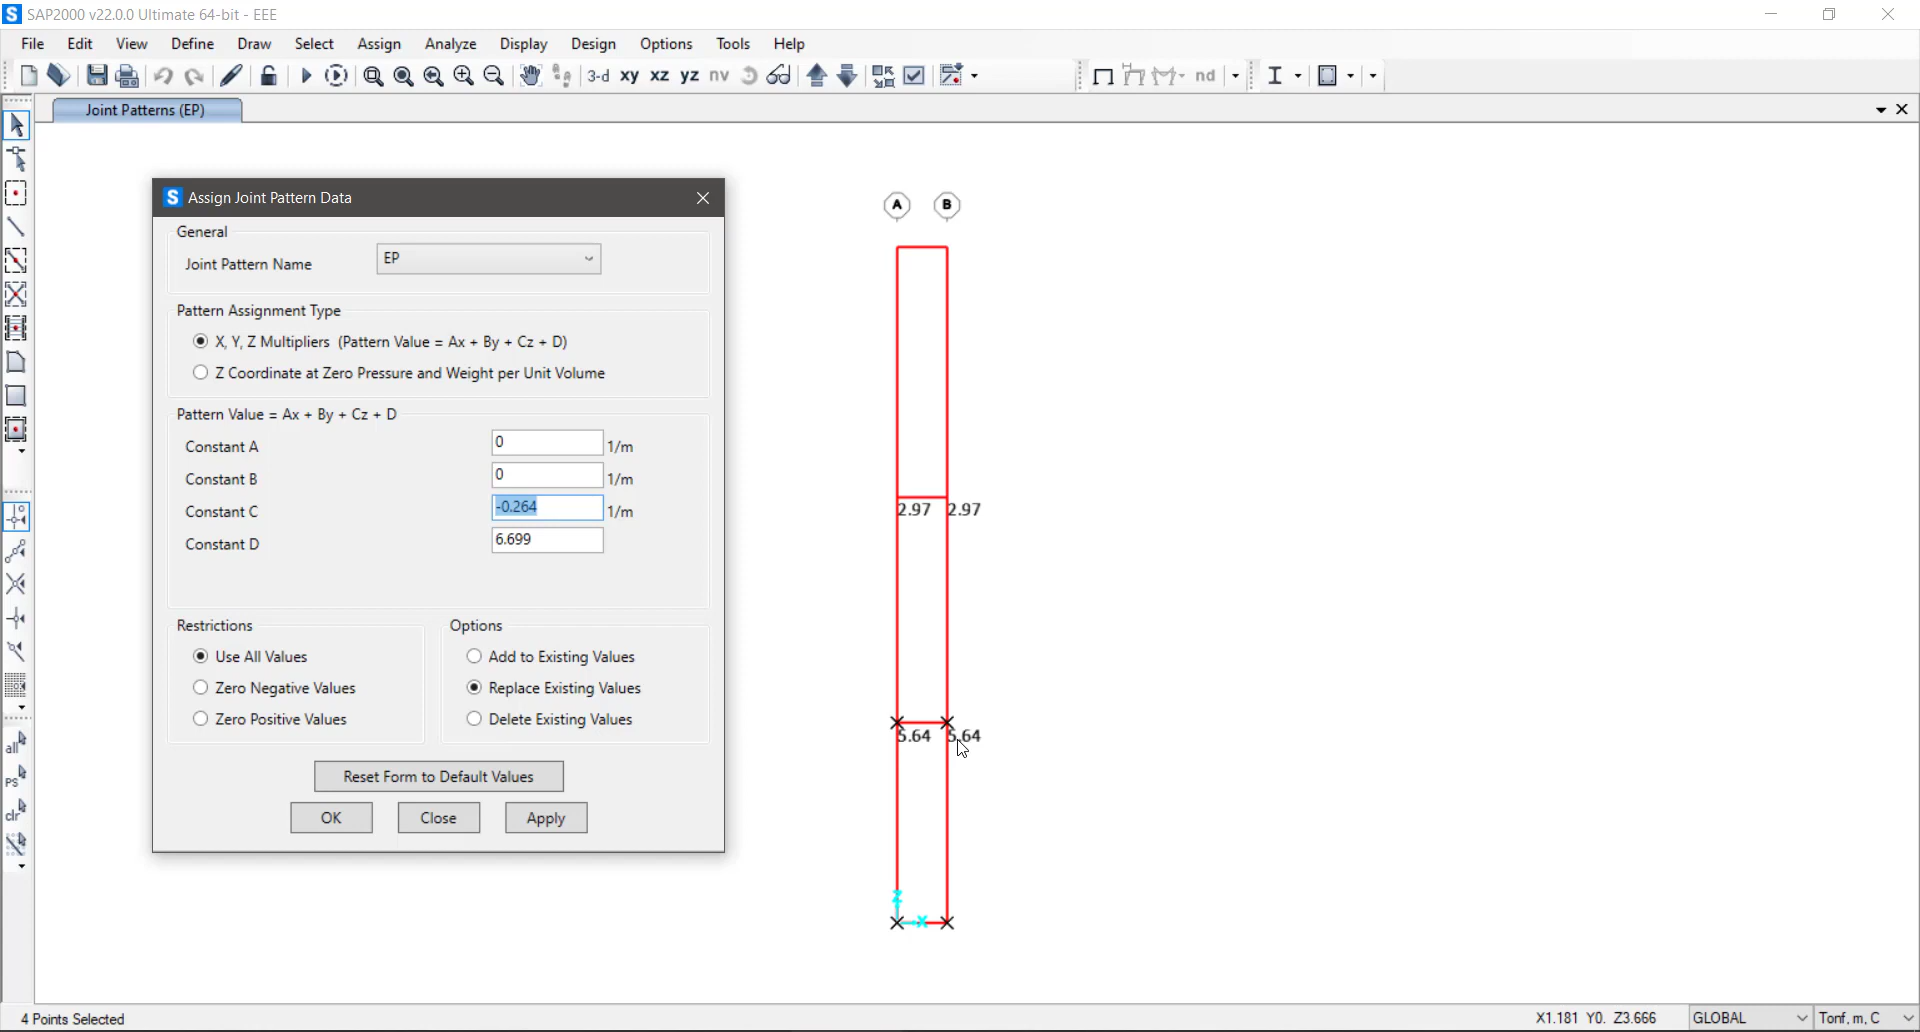 SAP2000 v22.0.0 Ultimate 64-bit - EEE
File Edit View Define Draw Select Assign Analyze Display Design Options Tools Help
3-d xy xz yz nv nd
Joint Patterns (EP)
Assign Joint Pattern Data
General
Joint Pattern Name EP
Pattern Assignment Type
X, Y, Z Multipliers (Pattern Value = Ax + By + Cz + D)
Z Coordinate at Zero Pressure and Weight per Unit Volume
Pattern Value = Ax + By + Cz + D
Constant A 0 1/m
Constant B 0 1/m
Constant C -0.264 1/m
Constant D 6.699
Restrictions
Use All Values
Zero Negative Values
Zero Positive Values
Options
Add to Existing Values
Replace Existing Values
Delete Existing Values
Reset Form to Default Values
OK Close Apply
A B
2.97 2.97
5.64 5.64
Z
X
all
PS
clr
4 Points Selected
X1.181 Y0. Z3.666 GLOBAL Tonf, m, C